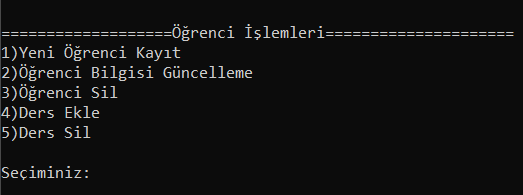 ===================Öğrenci İşlemleri=====================
1)Yeni Öğrenci Kayıt
2)Öğrenci Bilgisi Güncelleme
3)Öğrenci Sil
4)Ders Ekle
5)Ders Sil
Seçiminiz: